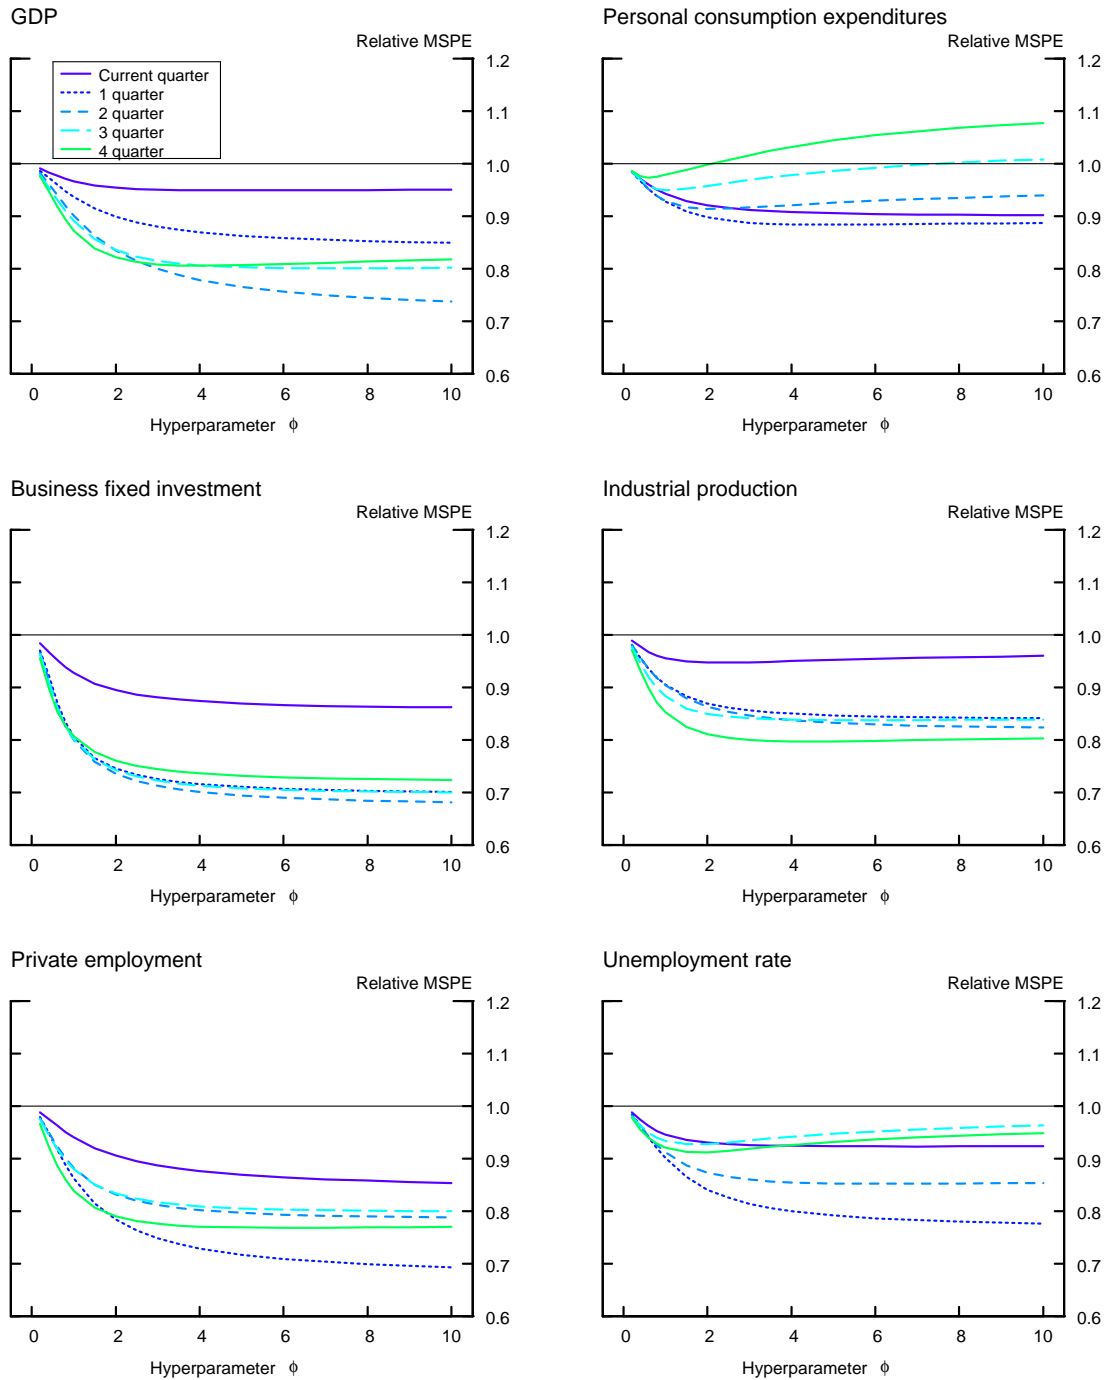 GDP
Relative MSPE
Current quarter
1 quarter
2 quarter
3 quarter
4 quarter
1.2
1.1
1.0
0.9
0.8
0.7
0.6
0 2 4 6 8 10
Hyperparameter ϕ
Personal consumption expenditures
Relative MSPE
1.2
1.1
1.0
0.9
0.8
0.7
0.6
0 2 4 6 8 10
Hyperparameter ϕ
Business fixed investment
Relative MSPE
1.2
1.1
1.0
0.9
0.8
0.7
0.6
0 2 4 6 8 10
Hyperparameter ϕ
Industrial production
Relative MSPE
1.2
1.1
1.0
0.9
0.8
0.7
0.6
0 2 4 6 8 10
Hyperparameter ϕ
Private employment
Relative MSPE
1.2
1.1
1.0
0.9
0.8
0.7
0.6
0 2 4 6 8 10
Hyperparameter ϕ
Unemployment rate
Relative MSPE
1.2
1.1
1.0
0.9
0.8
0.7
0.6
0 2 4 6 8 10
Hyperparameter ϕ